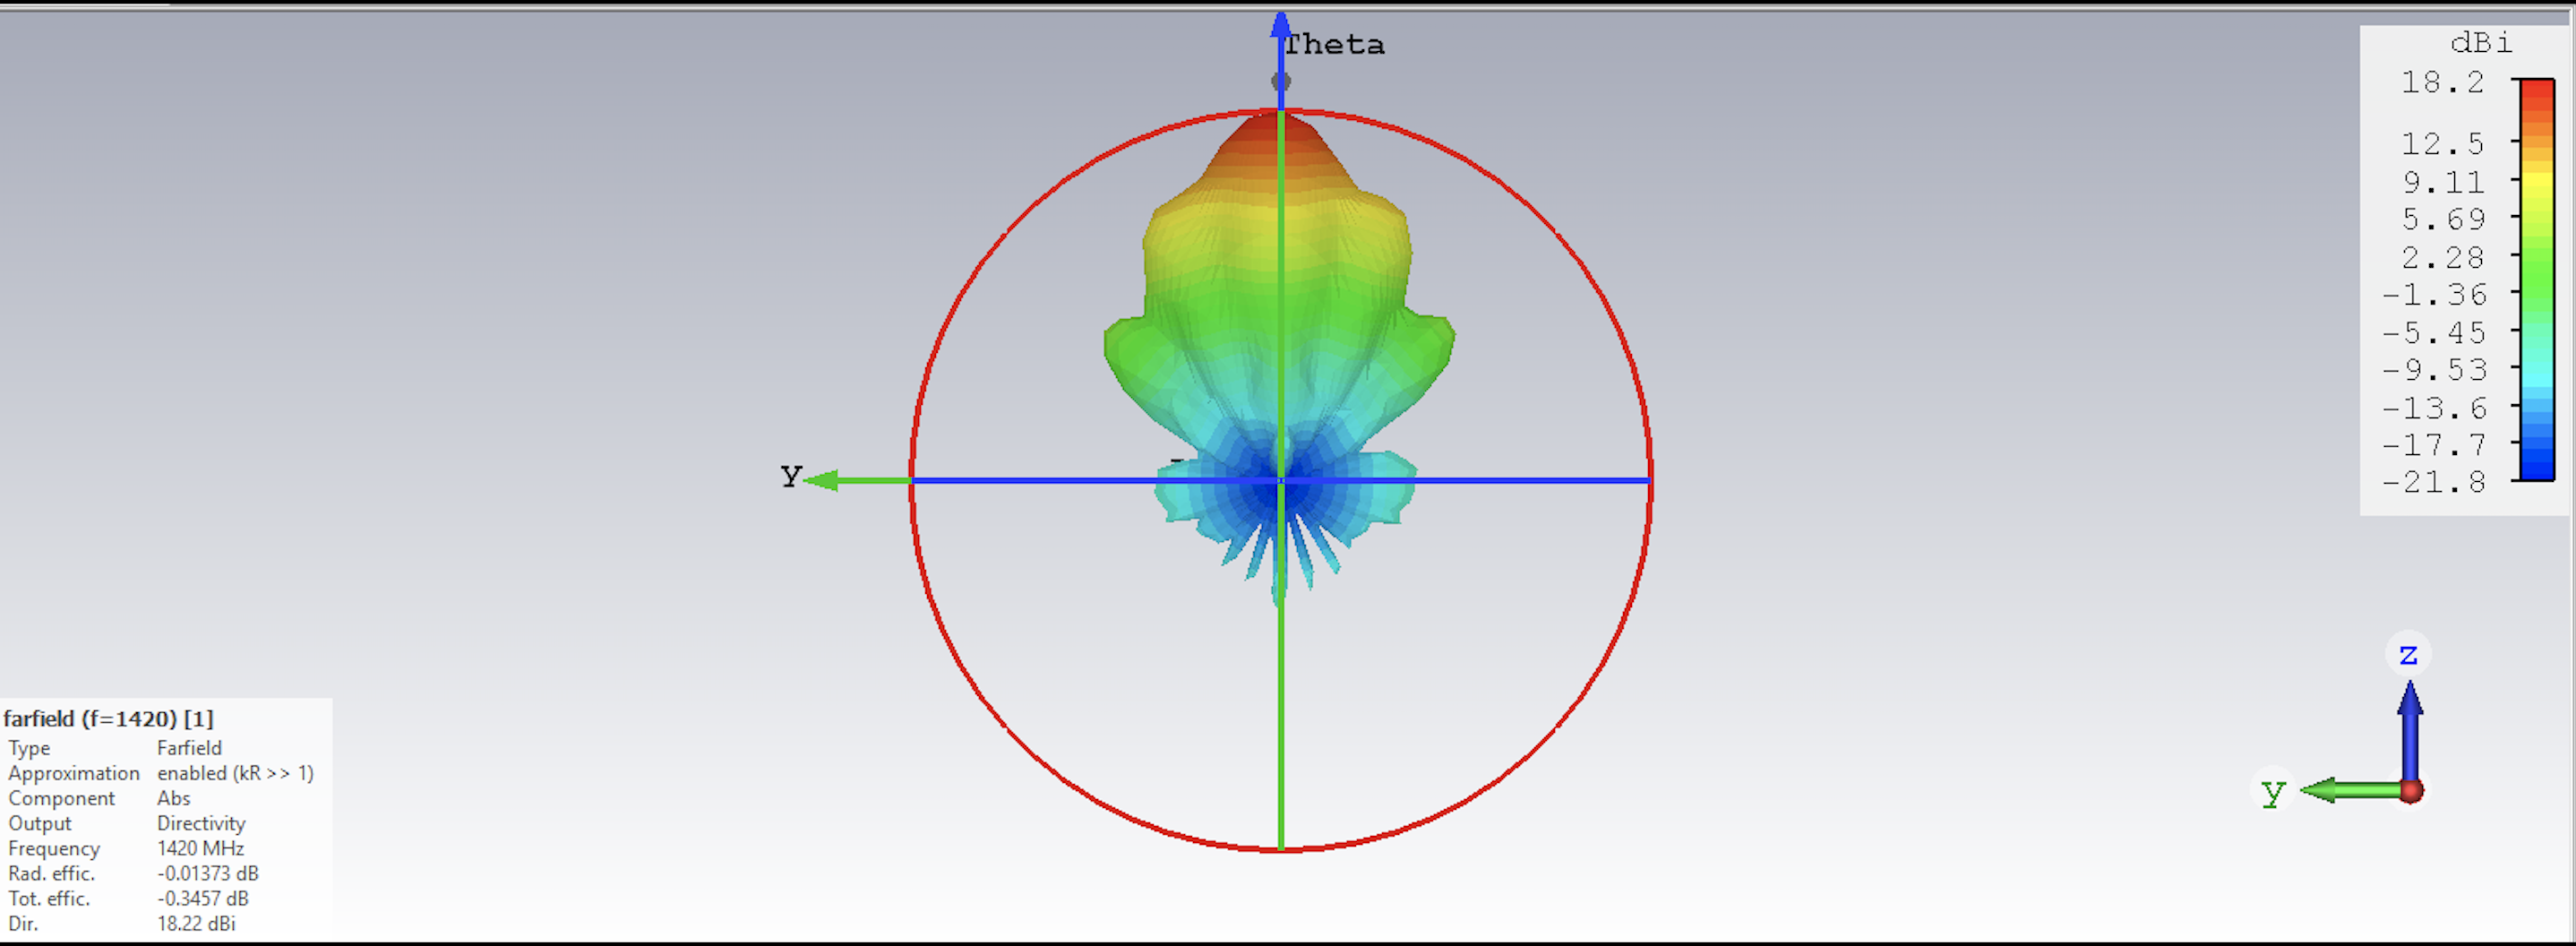 Theta
dBi
18.2
12.5
9.11
5.69
2.28
-1.36
-5.45
-9.53
-13.6
-17.7
-21.8
y
z
y
farfield (f=1420) [1]
Type Farfield
Approximation enabled (kR >> 1)
Component Abs
Output Directivity
Frequency 1420 MHz
Rad. effic. -0.01373 dB
Tot. effic. -0.3457 dB
Dir. 18.22 dBi